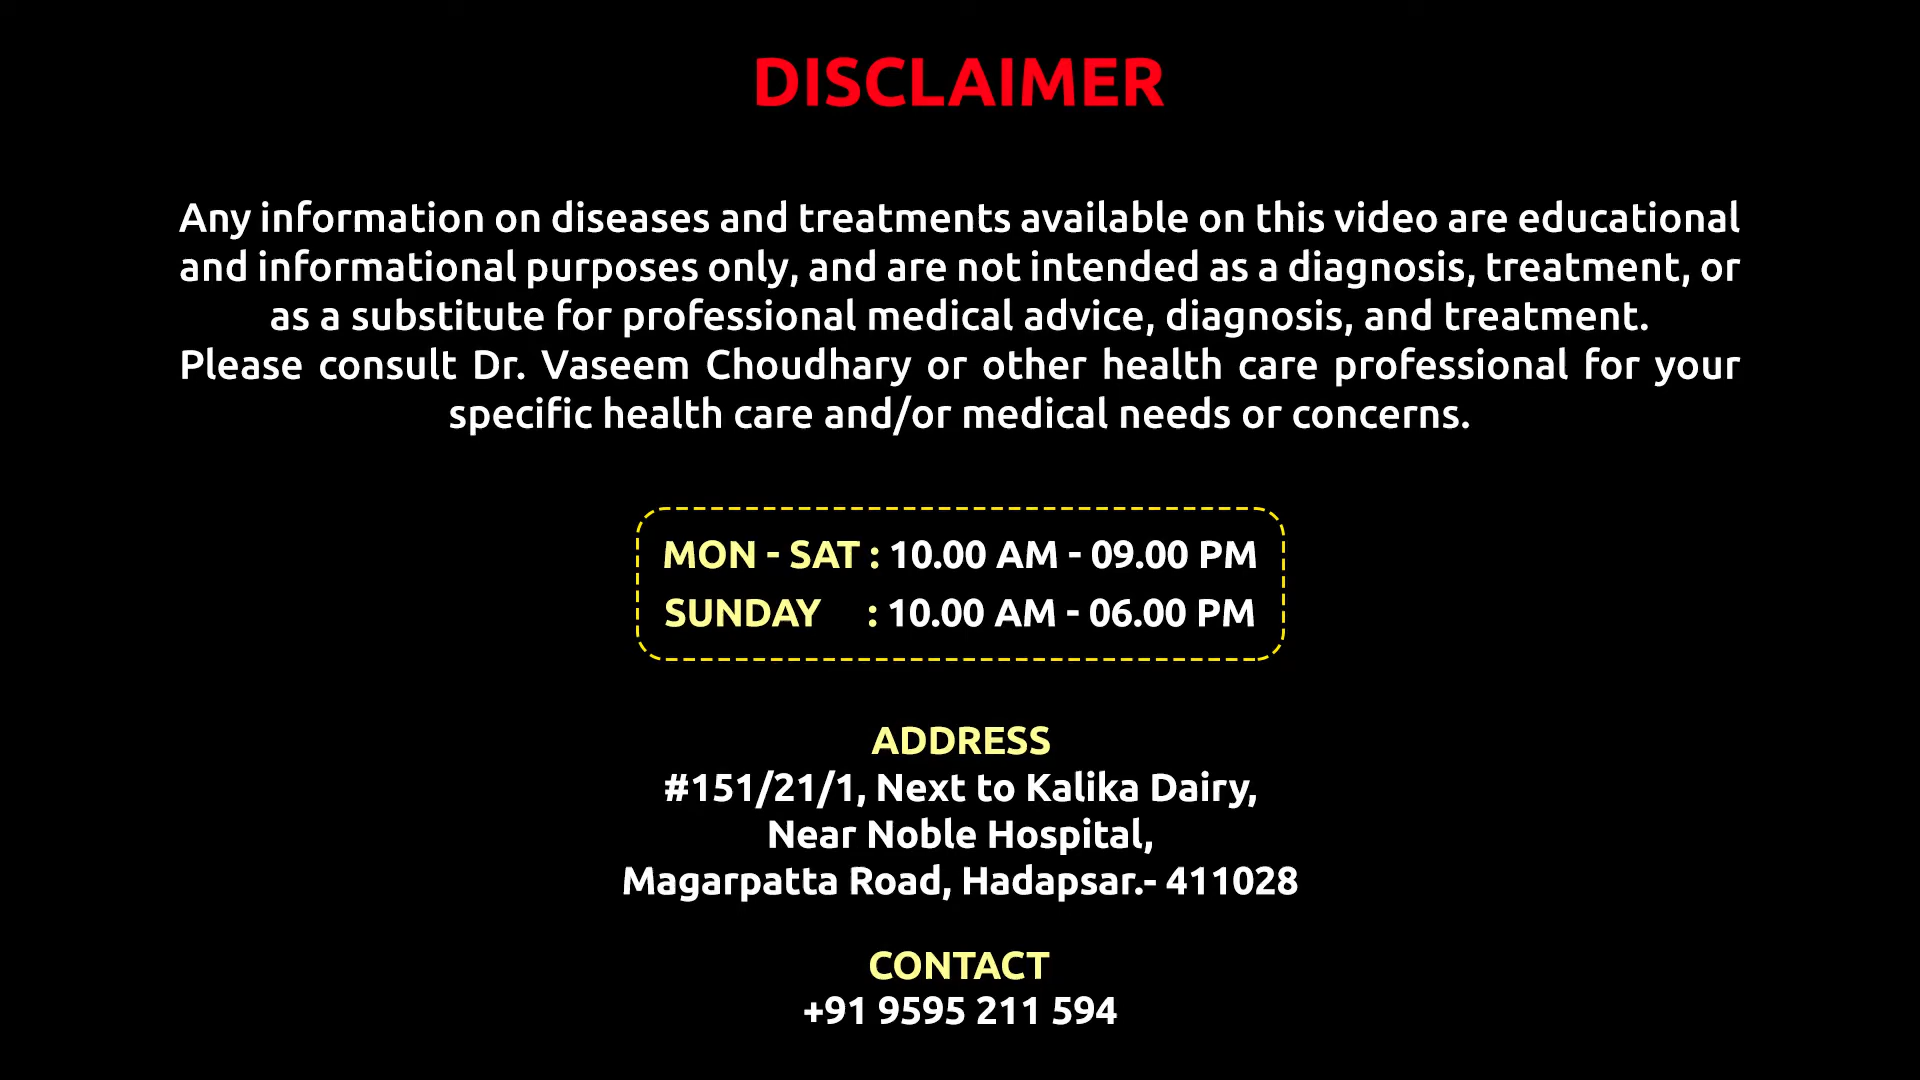 DISCLAIMER
Any information on diseases and treatments available on this video are educational
and informational purposes only, and are not intended as a diagnosis, treatment, or
as a substitute for professional medical advice, diagnosis, and treatment.
Please consult Dr. Vaseem Choudhary or other health care professional for your
specific health care and/or medical needs or concerns.
MON - SAT : 10.00 AM - 09.00 PM
SUNDAY : 10.00 AM - 06.00 PM
ADDRESS
#151/21/1, Next to Kalika Dairy,
Near Noble Hospital,
Magarpatta Road, Hadapsar.- 411028
CONTACT
+91 9595 211 594